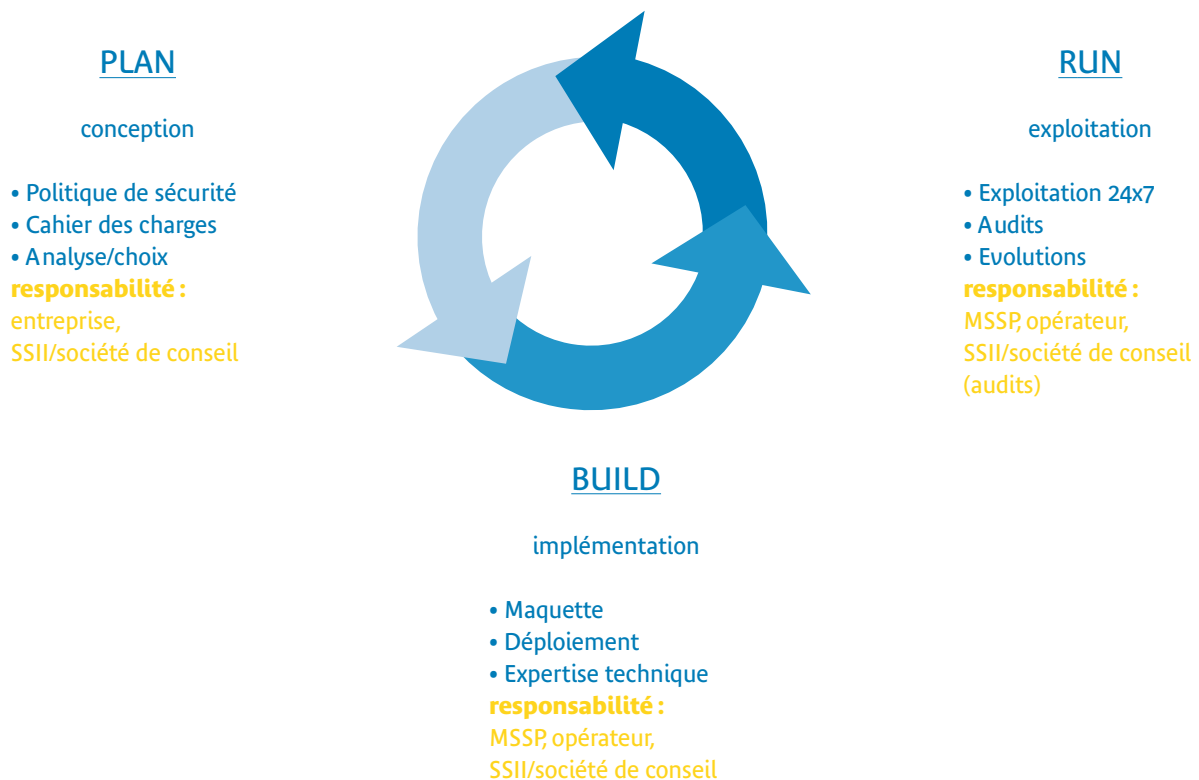 PLAN
conception
• Politique de sécurité
• Cahier des charges
• Analyse/choix
responsabilité :
entreprise,
SSII/société de conseil
RUN
exploitation
• Exploitation 24x7
• Audits
• Evolutions
responsabilité :
MSSP, opérateur,
SSII/société de conseil
(audits)
BUILD
implémentation
• Maquette
• Déploiement
• Expertise technique
responsabilité :
MSSP, opérateur,
SSII/société de conseil